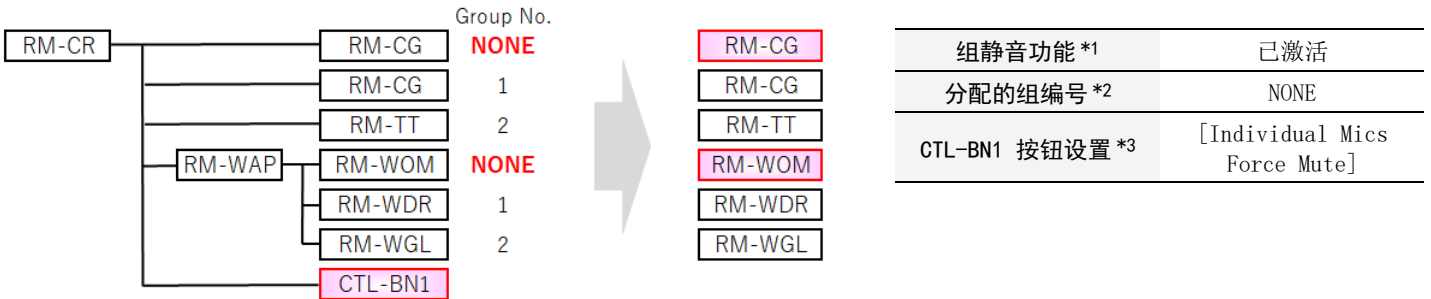 Group No.
RM-CR RM-CG NONE RM-CG 组静音功能 *1 已激活
RM-CG 1 RM-CG 分配的组编号 *2 NONE
RM-TT 2 RM-TT CTL-BN1 按钮设置 *3 [Individual Mics
Force Mute]
RM-WAP RM-WOM NONE RM-WOM
RM-WDR 1 RM-WDR
RM-WGL 2 RM-WGL
CTL-BN1